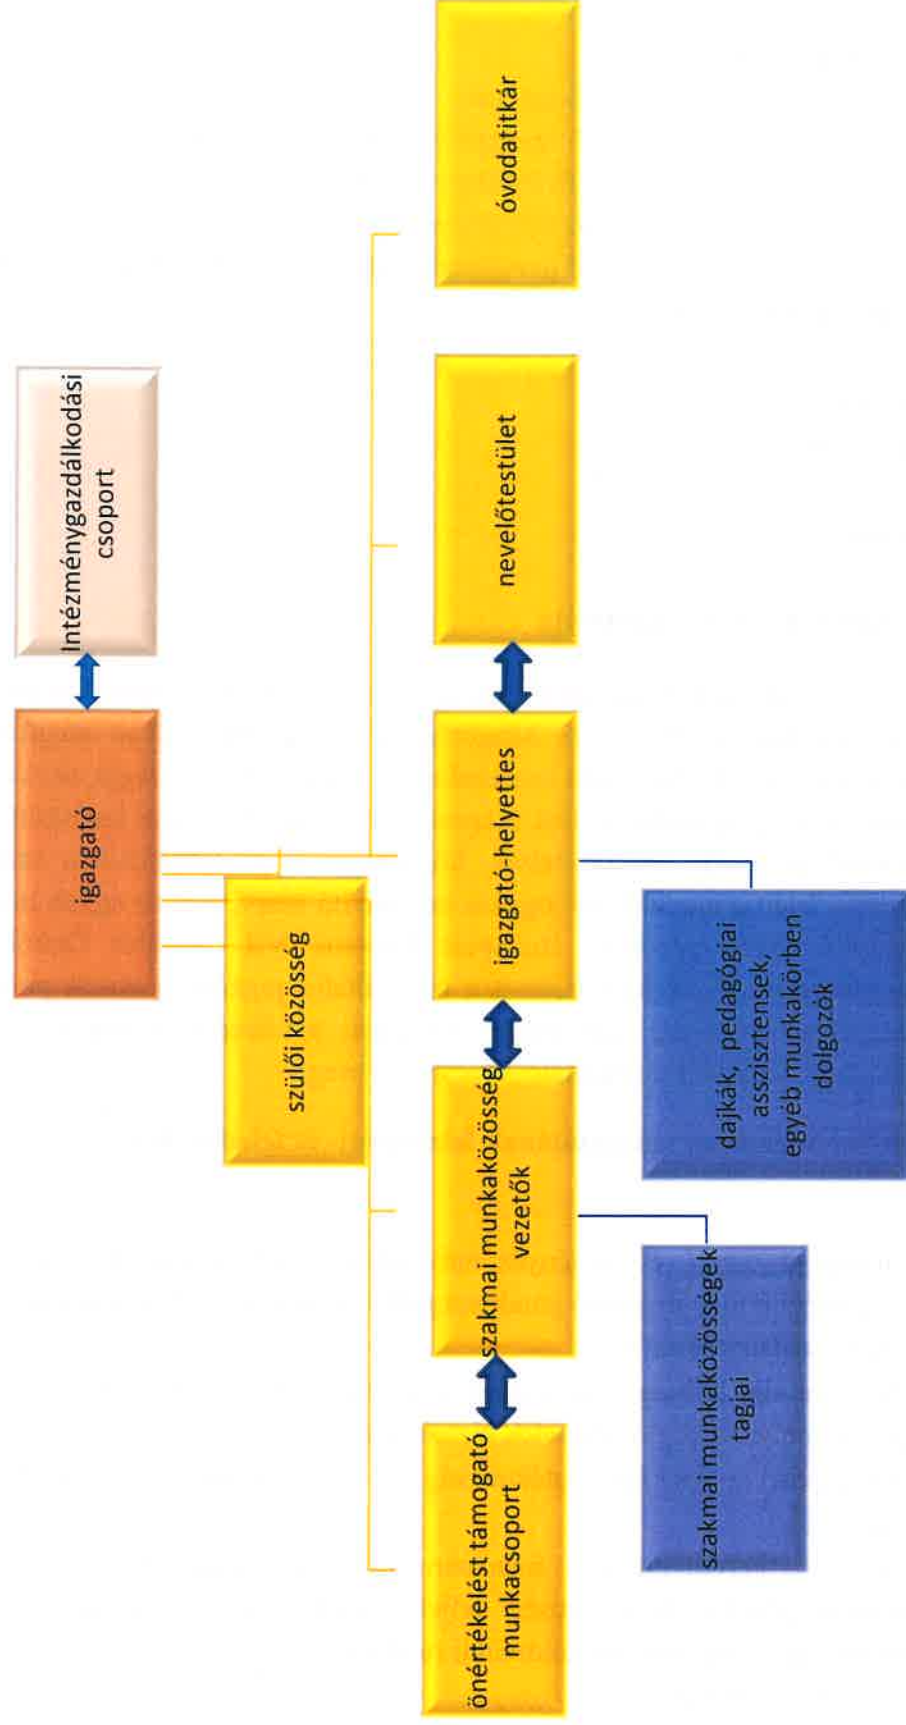 igazgató
Intézménygazdálkodási
csoport
szülői közösség
önértékelést támogató
munkacsoport
szakmai munkaközösség
vezetők
igazgató-helyettes
nevelőtestület
óvodatitkár
szakmai munkaközösségek
tagjai
dajkák, pedagógiai
asszisztensek,
egyéb munkakörben
dolgozók